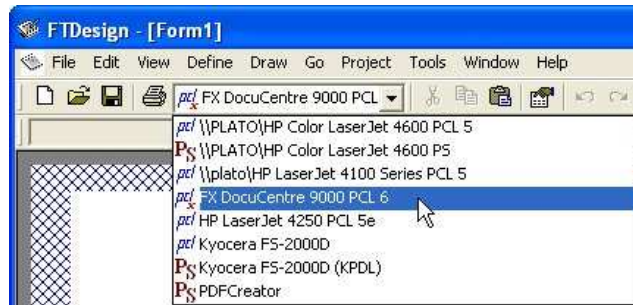 FTDesign - [Form1]
File Edit View Define Draw Go Project Tools Window Help
pcl FX DocuCentre 9000 PCL
pcl \\PLATO\HP Color LaserJet 4600 PCL 5
PS \\PLATO\HP Color LaserJet 4600 PS
pcl \\plato\HP LaserJet 4100 Series PCL 5
pcl FX DocuCentre 9000 PCL 6
pcl HP LaserJet 4250 PCL 5e
pcl Kyocera FS-2000D
PS Kyocera FS-2000D (KPDL)
PS PDFCreator